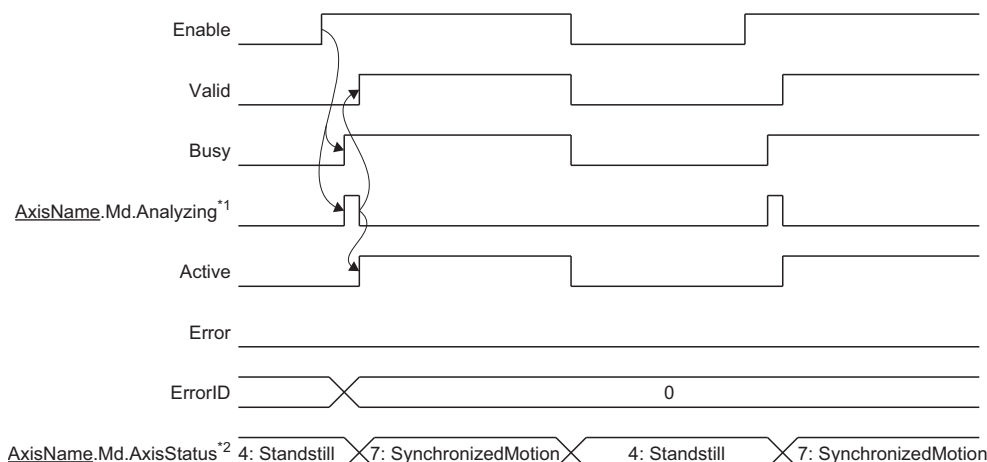 Enable
Valid
Busy
AxisName.Md.Analyzing*1
Active
Error
ErrorID 0
AxisName.Md.AxisStatus*2 4: Standstill 7: SynchronizedMotion 4: Standstill 7: SynchronizedMotion